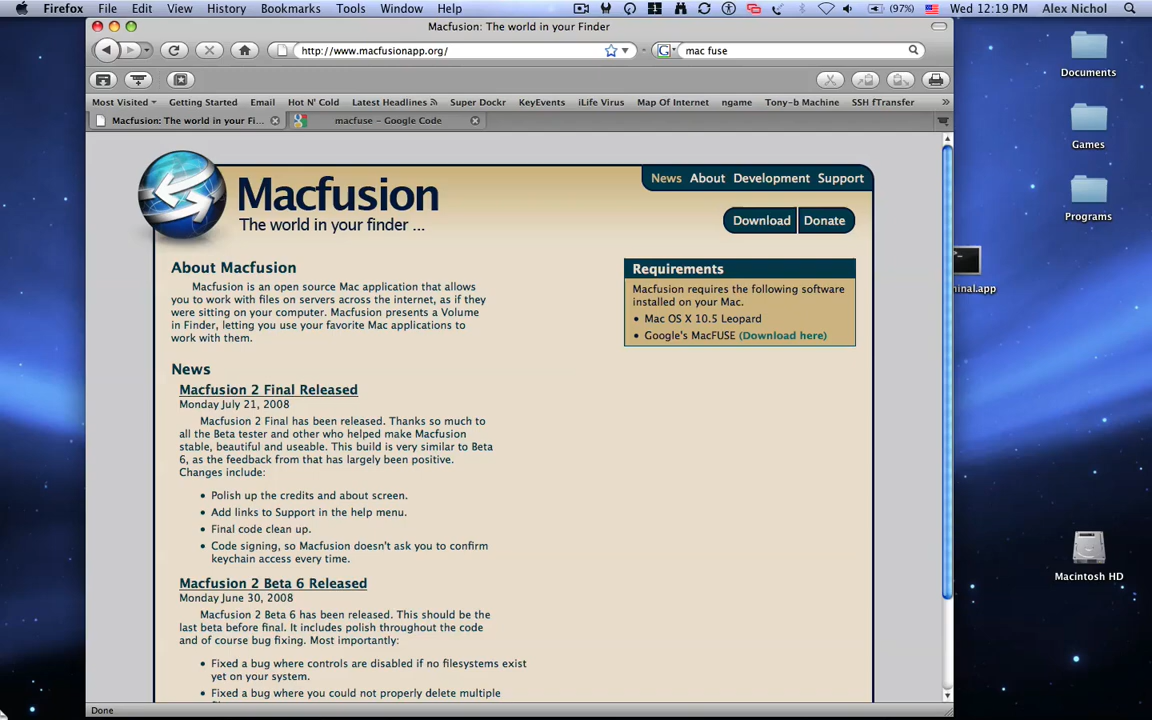 Firefox File Edit View History Bookmarks Tools Window Help (97%) Wed 12:19 PM Alex Nichol
Macfusion: The world in your Finder
http://www.macfusionapp.org/ mac fuse
Most Visited Getting Started Email Hot N' Cold Latest Headlines Super Dockr KeyEvents iLife Virus Map Of Internet ngame Tony-b Machine SSH fTransfer »
Macfusion: The world in your Fi... macfuse - Google Code
Macfusion
The world in your finder ...
News About Development Support
Download Donate
About Macfusion
Macfusion is an open source Mac application that allows
you to work with files on servers across the internet, as if they
were sitting on your computer. Macfusion presents a Volume
in Finder, letting you use your favorite Mac applications to
work with them.
Requirements
Macfusion requires the following software
installed on your Mac.
• Mac OS X 10.5 Leopard
• Google's MacFUSE (Download here)
News
Macfusion 2 Final Released
Monday July 21, 2008
Macfusion 2 Final has been released. Thanks so much to
all the Beta tester and other who helped make Macfusion
stable, beautiful and useable. This build is very similar to Beta
6, as the feedback from that has largely been positive.
Changes include:
• Polish up the credits and about screen.
• Add links to Support in the help menu.
• Final code clean up.
• Code signing, so Macfusion doesn't ask you to confirm
keychain access every time.
Macfusion 2 Beta 6 Released
Monday June 30, 2008
Macfusion 2 Beta 6 has been released. This should be the
last beta before final. It includes polish throughout the code
and of course bug fixing. Most importantly:
• Fixed a bug where controls are disabled if no filesystems exist
yet on your system.
• Fixed a bug where you could not properly delete multiple
Done
Documents
Games
Programs
minal.app
Macintosh HD